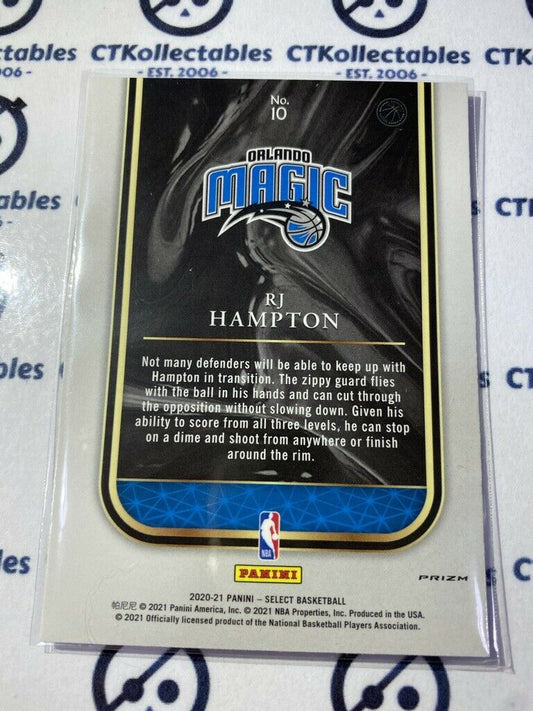 CTKollectables
CTKollectables
- EST. 2006 -
- EST. 2006 -
No.
10
ORLANDO
MAGIC
RJ
HAMPTON
Not many defenders will be able to keep up with
Hampton in transition. The zippy guard flies
with the ball in his hands and can cut through
the opposition without slowing down. Given his
ability to score from all three levels, he can stop
on a dime and shoot from anywhere or finish
around the rim.
NBA
PANINI
PRIZM
2020-21 PANINI – SELECT BASKETBALL
帕尼尼 © 2021 Panini America, Inc. © 2021 NBA Properties, Inc. Produced in the USA.
© 2021 Officially licensed product of the National Basketball Players Association.